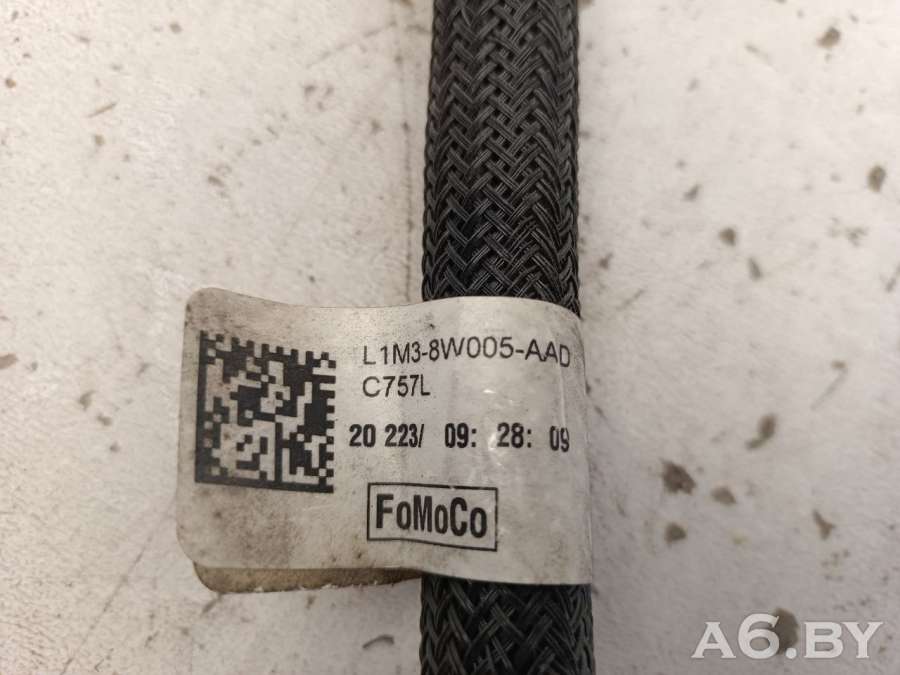 L1M3-8W005-AAD
C757L
20 223/ 09: 28: 09
FoMoCo
A6.BY